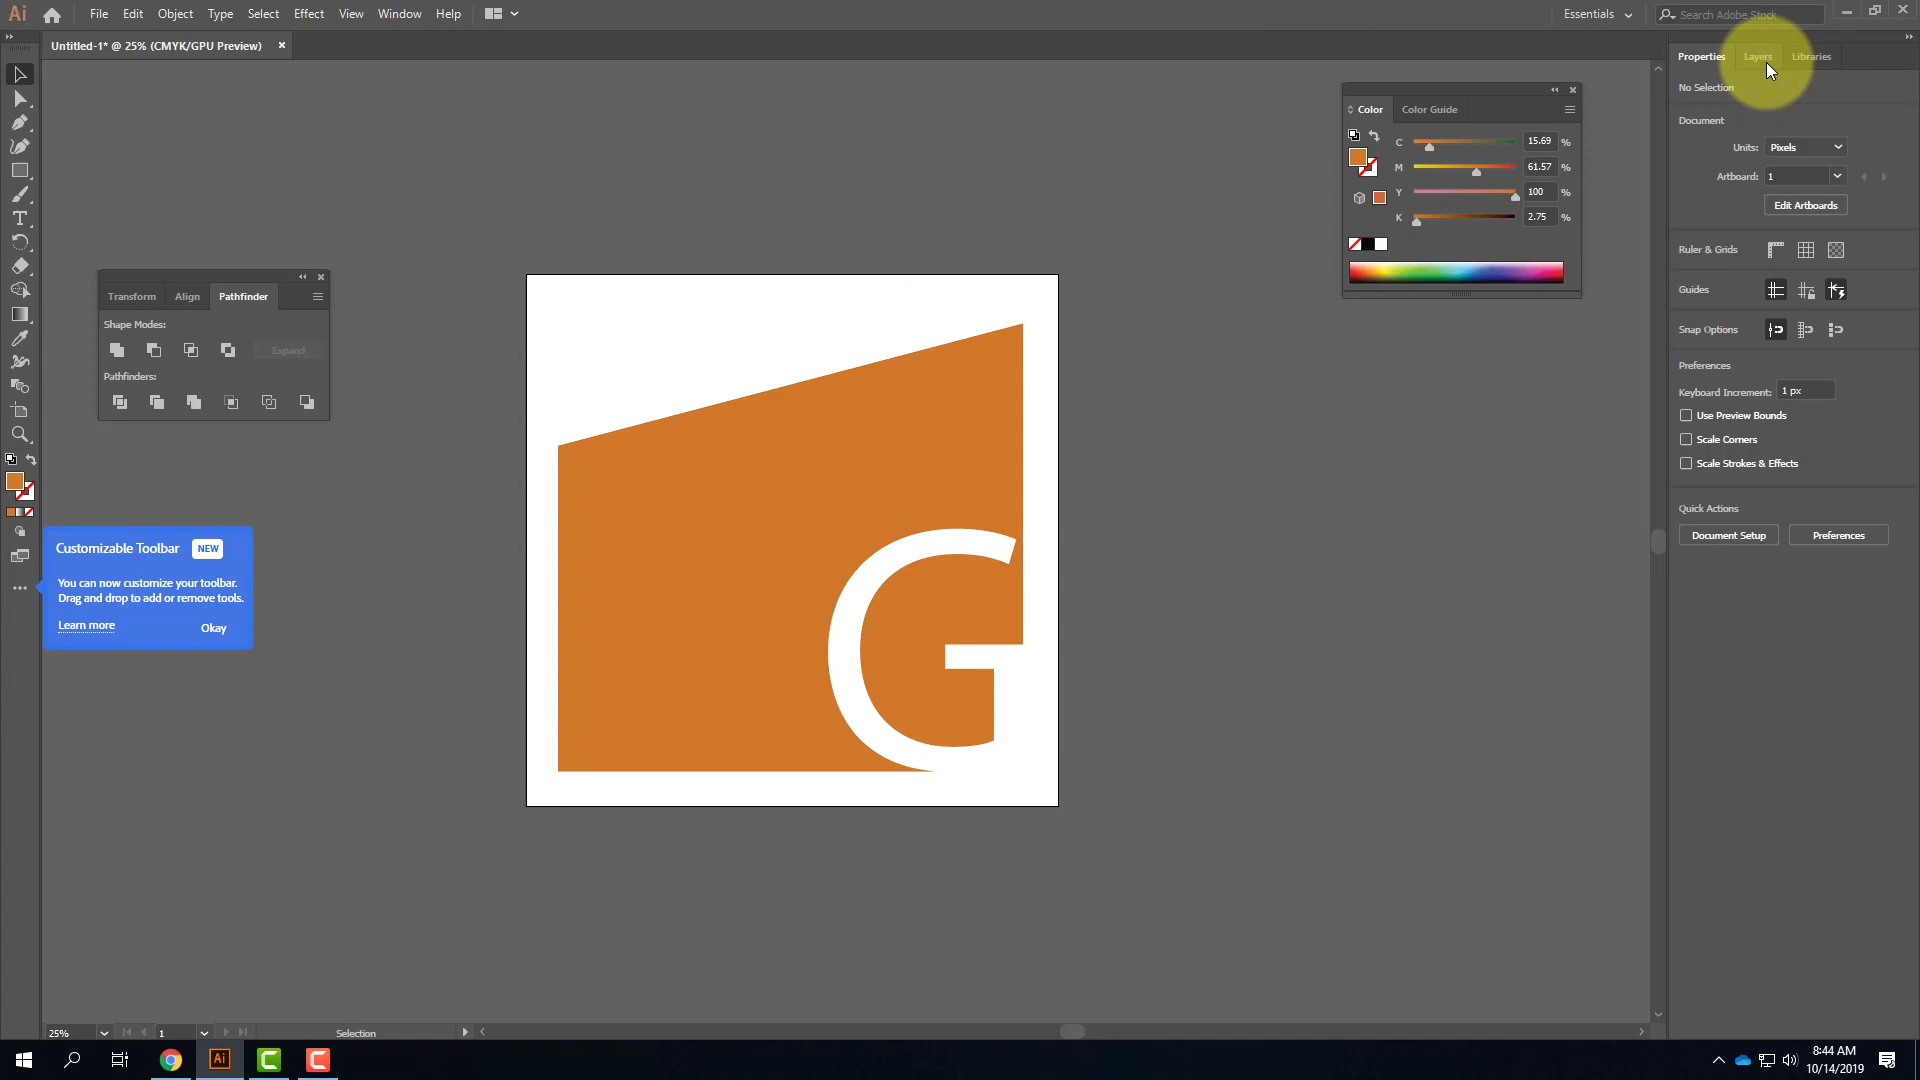 Ai File Edit Object Type Select Effect View Window Help Essentials Search Adobe Stock
Untitled-1* @ 25% (CMYK/GPU Preview)
Properties Layers Libraries
No Selection
Document
Units: Pixels
Artboard: 1
Edit Artboards
Ruler & Grids
Guides
Snap Options
Preferences
Keyboard Increment: 1 px
Use Preview Bounds
Scale Corners
Scale Strokes & Effects
Quick Actions
Document Setup Preferences
Color Color Guide
C 15.69 %
M 61.57 %
Y 100 %
K 2.75 %
Transform Align Pathfinder
Shape Modes:
Expand
Pathfinders:
G
Customizable Toolbar NEW
You can now customize your toolbar.
Drag and drop to add or remove tools.
Learn more Okay
25% 1 Selection
Ai
8:44 AM
10/14/2019